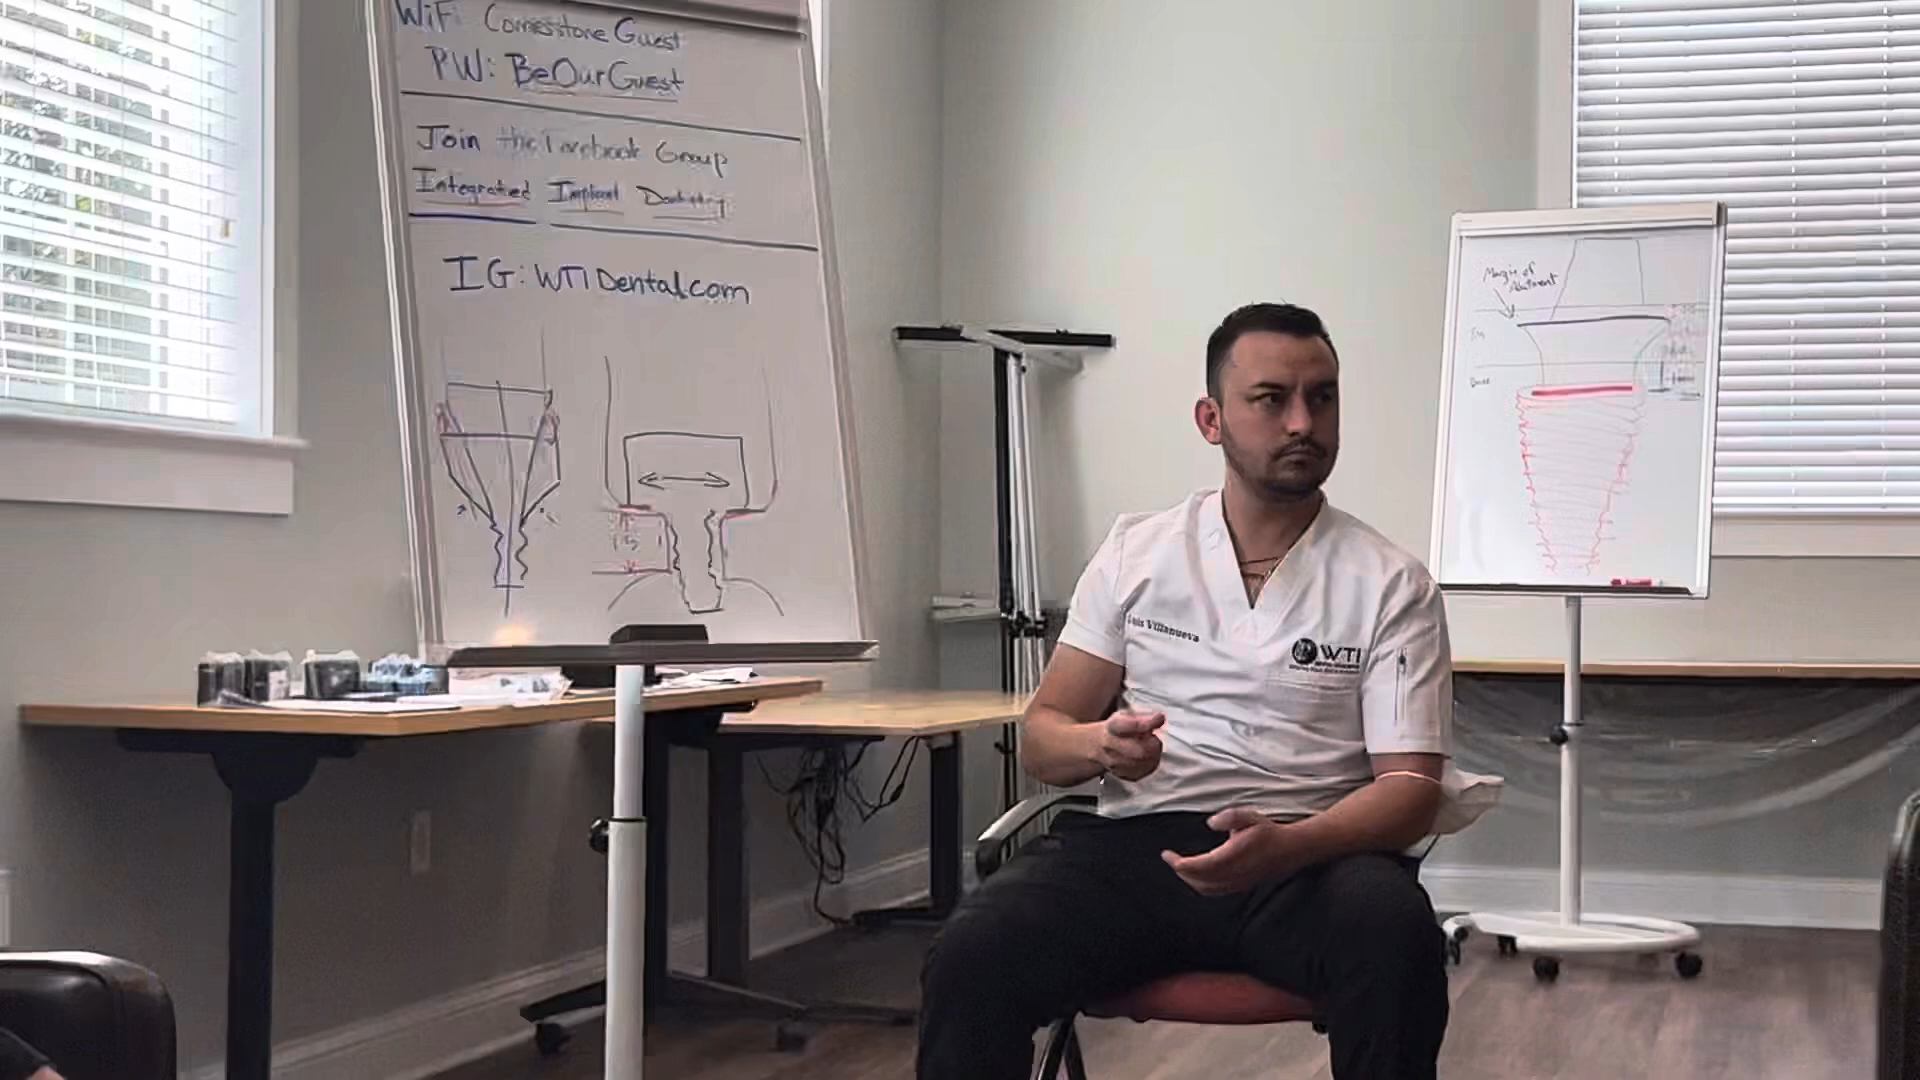 WiFi Cornerstone Guest
PW: BeOurGuest
Join the Facebook Group
Integrated Implant Dentistry
IG: WTIDental.com
Margin of
Abutment
Luis Villanueva
WTI